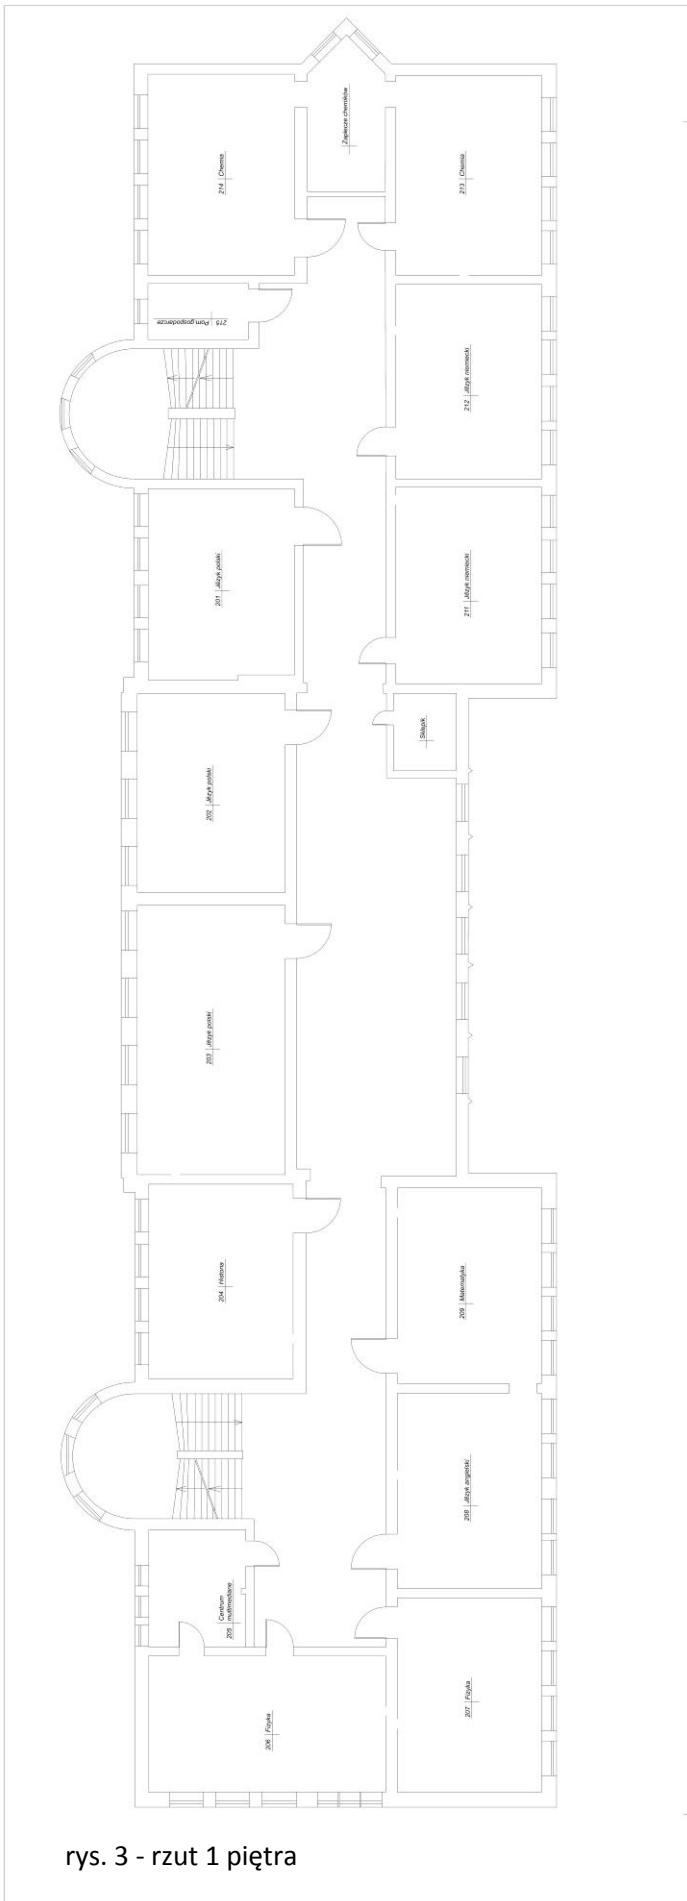 Zaplecze chemików
214 Chemia
213 Chemia
215 Pom.gospodarcze
212 Język niemiecki
201 Język polski
211 Język niemiecki
Sklepik
202 Język polski
203 Język polski
204 Historia
209 Matematyka
208 Język angielski
205 Centrum
multimedialne
206 Fizyka
207 Fizyka
rys. 3 - rzut 1 piętra